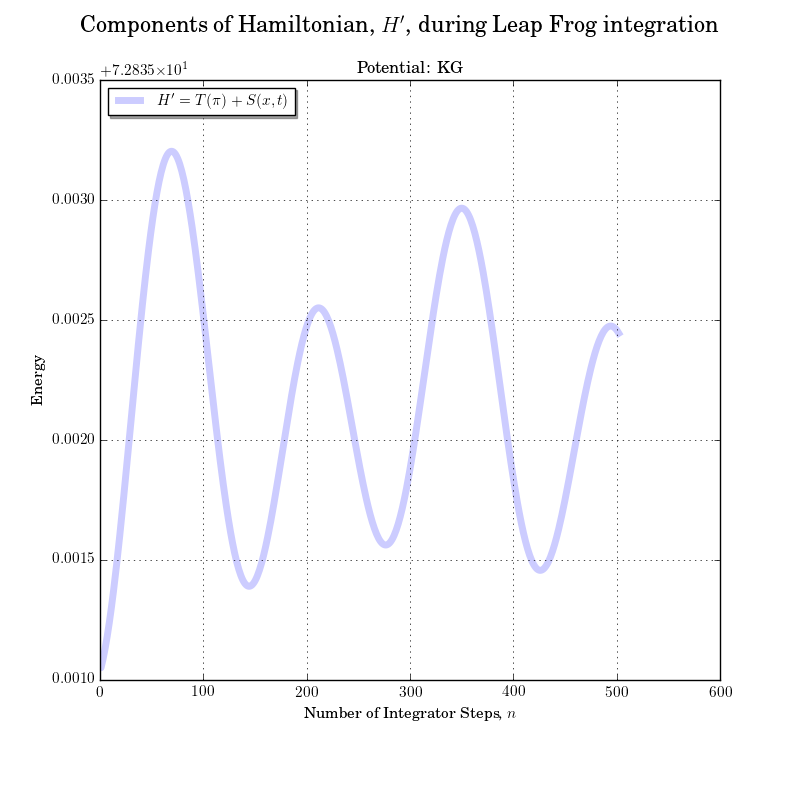 Components of Hamiltonian, H′, during Leap Frog integration
Potential: KG
+7.2835×10¹
H′ = T(π) + S(x, t)
0.0035
0.0030
0.0025
0.0020
0.0015
0.0010
Energy
0 100 200 300 400 500 600
Number of Integrator Steps, n